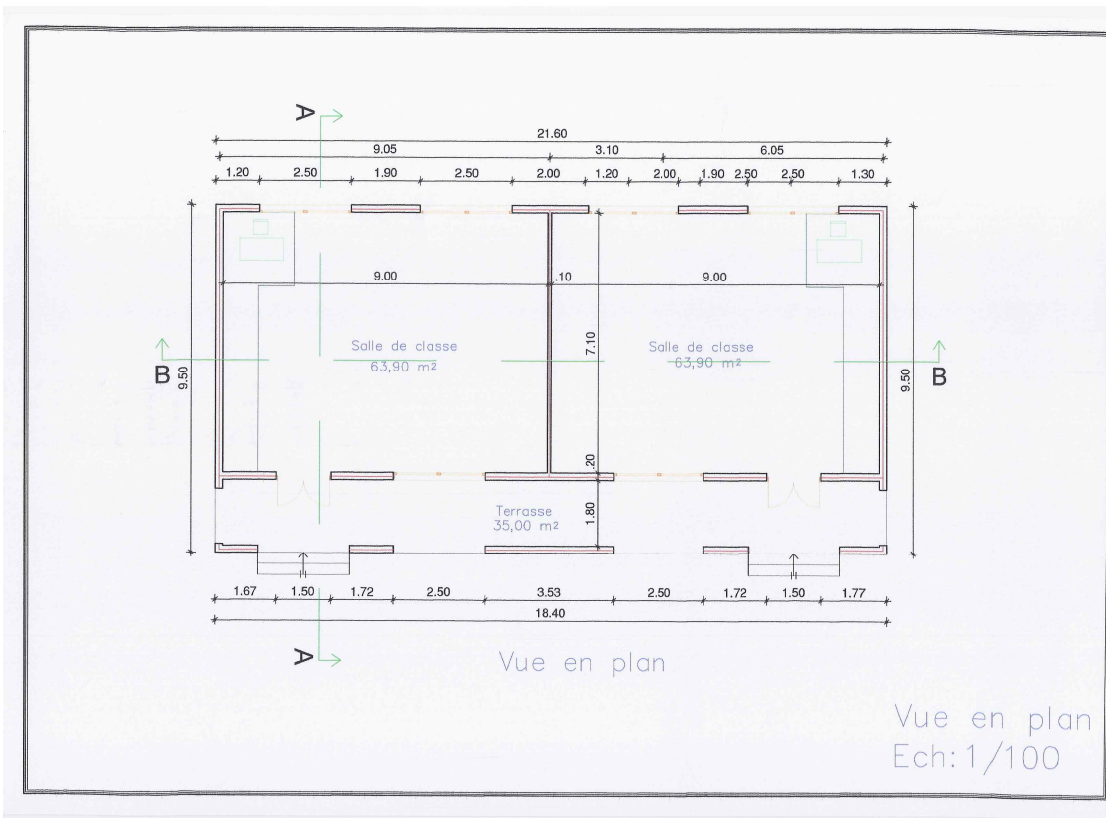 A
21.60
9.05 3.10 6.05
1.20 2.50 1.90 2.50 2.00 1.20 2.00 1.90 2.50 2.50 1.30
9.00 .10 9.00
7.10
Salle de classe
63,90 m²
Salle de classe
63,90 m²
B
9.50
9.50
B
.20
Terrasse
35,00 m²
1.80
1.67 1.50 1.72 2.50 3.53 2.50 1.72 1.50 1.77
18.40
A
Vue en plan
Vue en plan
Ech: 1/100